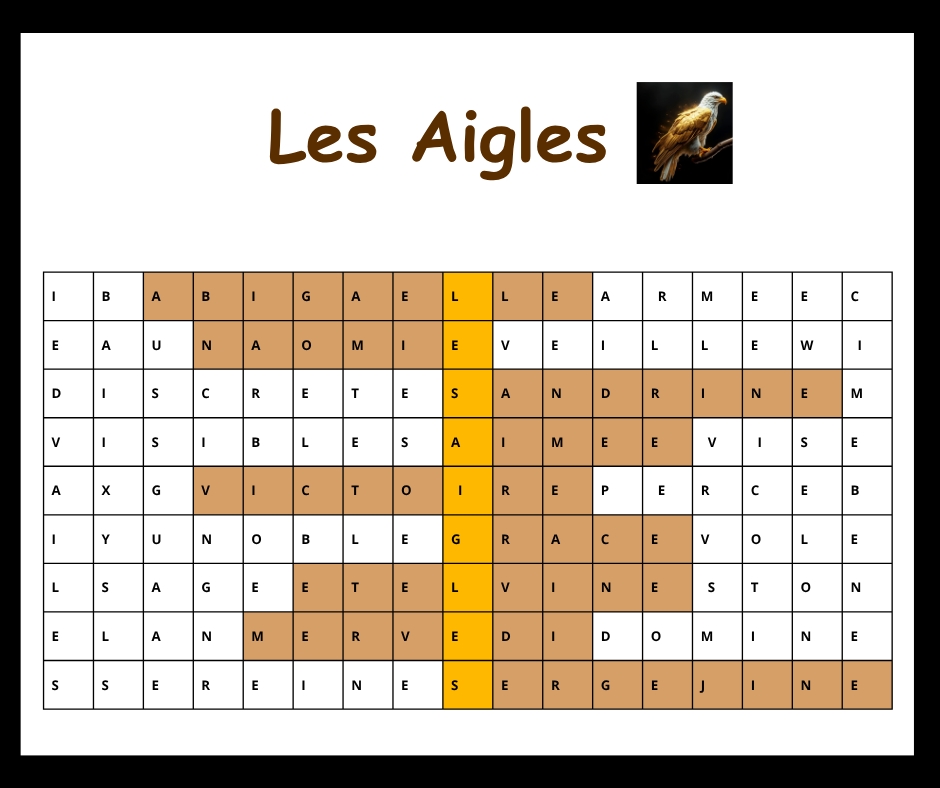 Les Aigles
I B A B I G A E L L E A R M E E C
E A U N A O M I E V E I L L E W I
D I S C R E T E S A N D R I N E M
V I S I B L E S A I M E E V I S E
A X G V I C T O I R E P E R C E B
I Y U N O B L E G R A C E V O L E
L S A G E E T E L V I N E S T O N
E L A N M E R V E D I D O M I N E
S S E R E I N E S E R G E J I N E